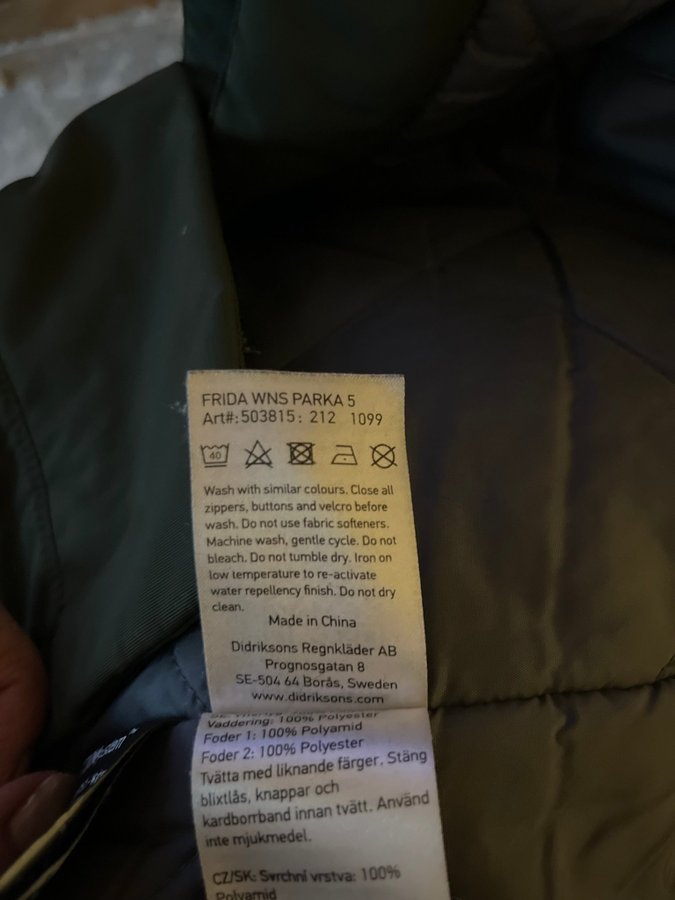 FRIDA WNS PARKA 5
Art#: 503815: 212 1099
40
Wash with similar colours. Close all
zippers, buttons and velcro before
wash. Do not use fabric softeners.
Machine wash, gentle cycle. Do not
bleach. Do not tumble dry. Iron on
low temperature to re-activate
water repellency finish. Do not dry
clean.
Made in China
Didriksons Regnkläder AB
Prognosgatan 8
SE-504 64 Borås, Sweden
www.didriksons.com
Vaddering: 100% Polyester
Foder 1: 100% Polyamid
Foder 2: 100% Polyester
Tvätta med liknande färger. Stäng
blixtlås, knappar och
kardborrband innan tvätt. Använd
inte mjukmedel.
CZ/SK: Svrchní vrstva: 100%
Polyamid